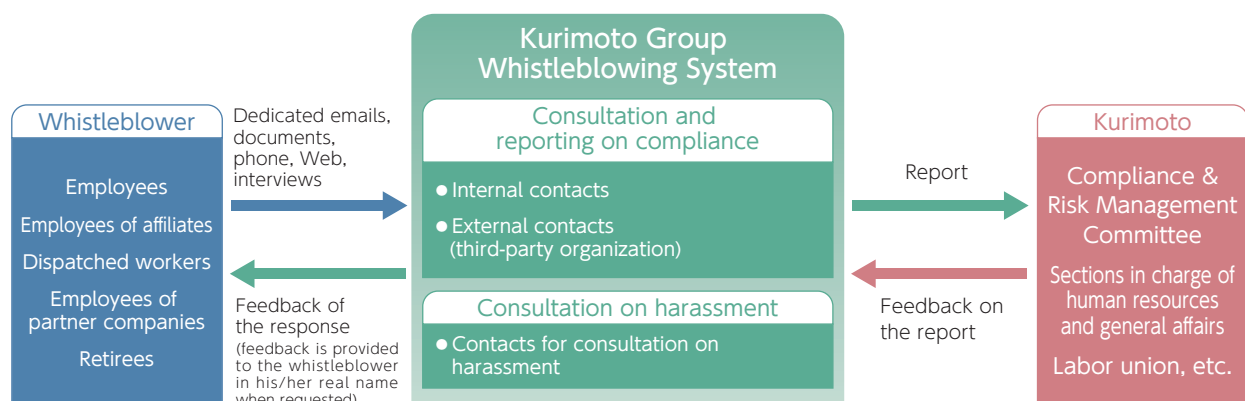 Kurimoto Group
Whistleblowing System
Whistleblower
Employees
Employees of affiliates
Dispatched workers
Employees of
partner companies
Retirees
Dedicated emails,
documents,
phone, Web,
interviews
Feedback of
the response
(feedback is provided
to the whistleblower
in his/her real name
when requested)
Consultation and
reporting on compliance
● Internal contacts
● External contacts
(third-party organization)
Consultation on harassment
● Contacts for consultation on
harassment
Report
Feedback on
the report
Kurimoto
Compliance &
Risk Management
Committee
Sections in charge of
human resources
and general affairs
Labor union, etc.